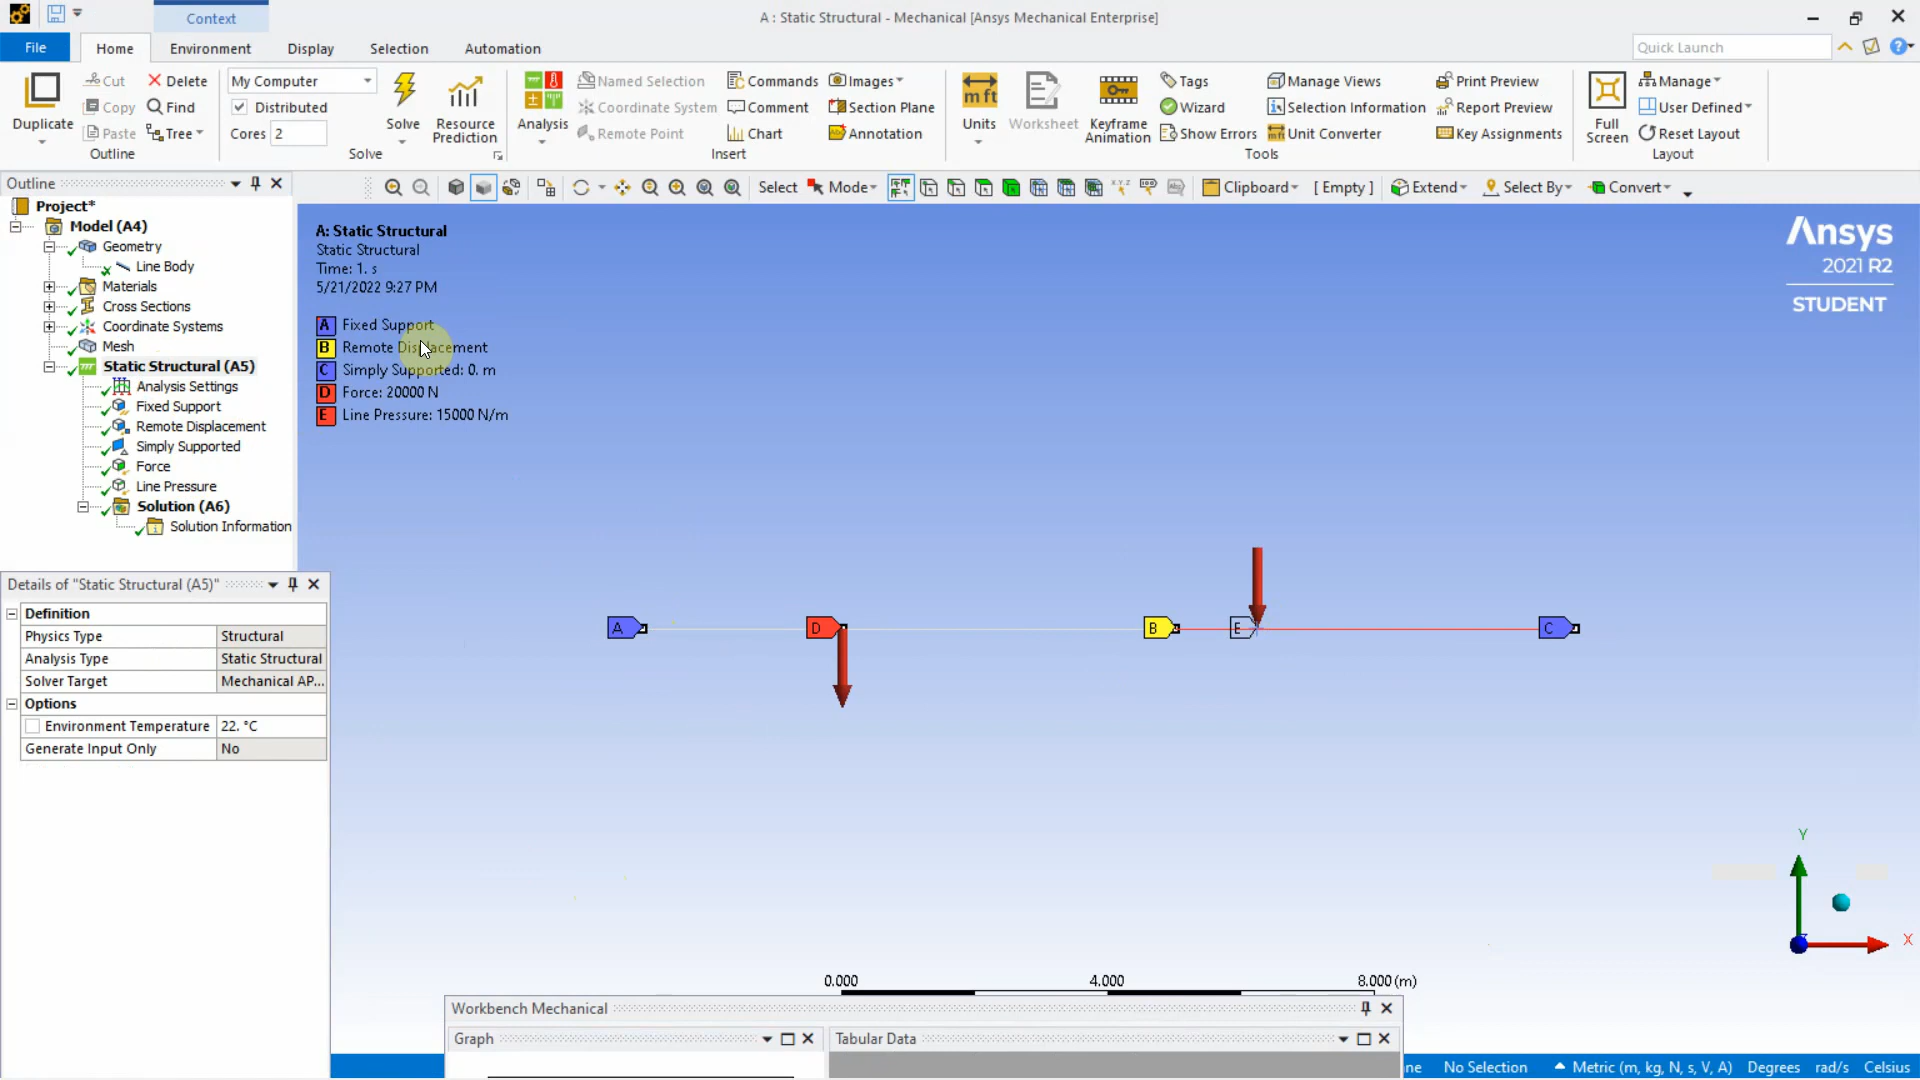 Context
A : Static Structural - Mechanical [Ansys Mechanical Enterprise]
File
Home
Environment
Display
Selection
Automation
Quick Launch
Duplicate
Cut
Delete
Copy
Find
Paste
Tree
Outline
My Computer
Distributed
Cores 2
Solve
Resource Prediction
Solve
Analysis
Named Selection
Commands
Images
Coordinate System
Comment
Section Plane
Remote Point
Chart
Annotation
Insert
Units
Worksheet
Keyframe Animation
Tags
Wizard
Show Errors
Manage Views
Selection Information
Unit Converter
Print Preview
Report Preview
Key Assignments
Tools
Full Screen
Manage
User Defined
Reset Layout
Layout
Outline
Select
Mode
Clipboard
[ Empty ]
Extend
Select By
Convert
Project*
Model (A4)
Geometry
Line Body
Materials
Cross Sections
Coordinate Systems
Mesh
Static Structural (A5)
Analysis Settings
Fixed Support
Remote Displacement
Simply Supported
Force
Line Pressure
Solution (A6)
Solution Information
A: Static Structural
Static Structural
Time: 1. s
5/21/2022 9:27 PM
A Fixed Support
B Remote Displacement
C Simply Supported: 0. m
D Force: 20000 N
E Line Pressure: 15000 N/m
Ansys
2021 R2
STUDENT
A
D
B
E
C
Details of "Static Structural (A5)"
Definition
Physics Type Structural
Analysis Type Static Structural
Solver Target Mechanical AP...
Options
Environment Temperature 22. °C
Generate Input Only No
Y
X
0.000 4.000 8.000 (m)
Workbench Mechanical
Graph
Tabular Data
No Selection
Metric (m, kg, N, s, V, A)
Degrees
rad/s
Celsius